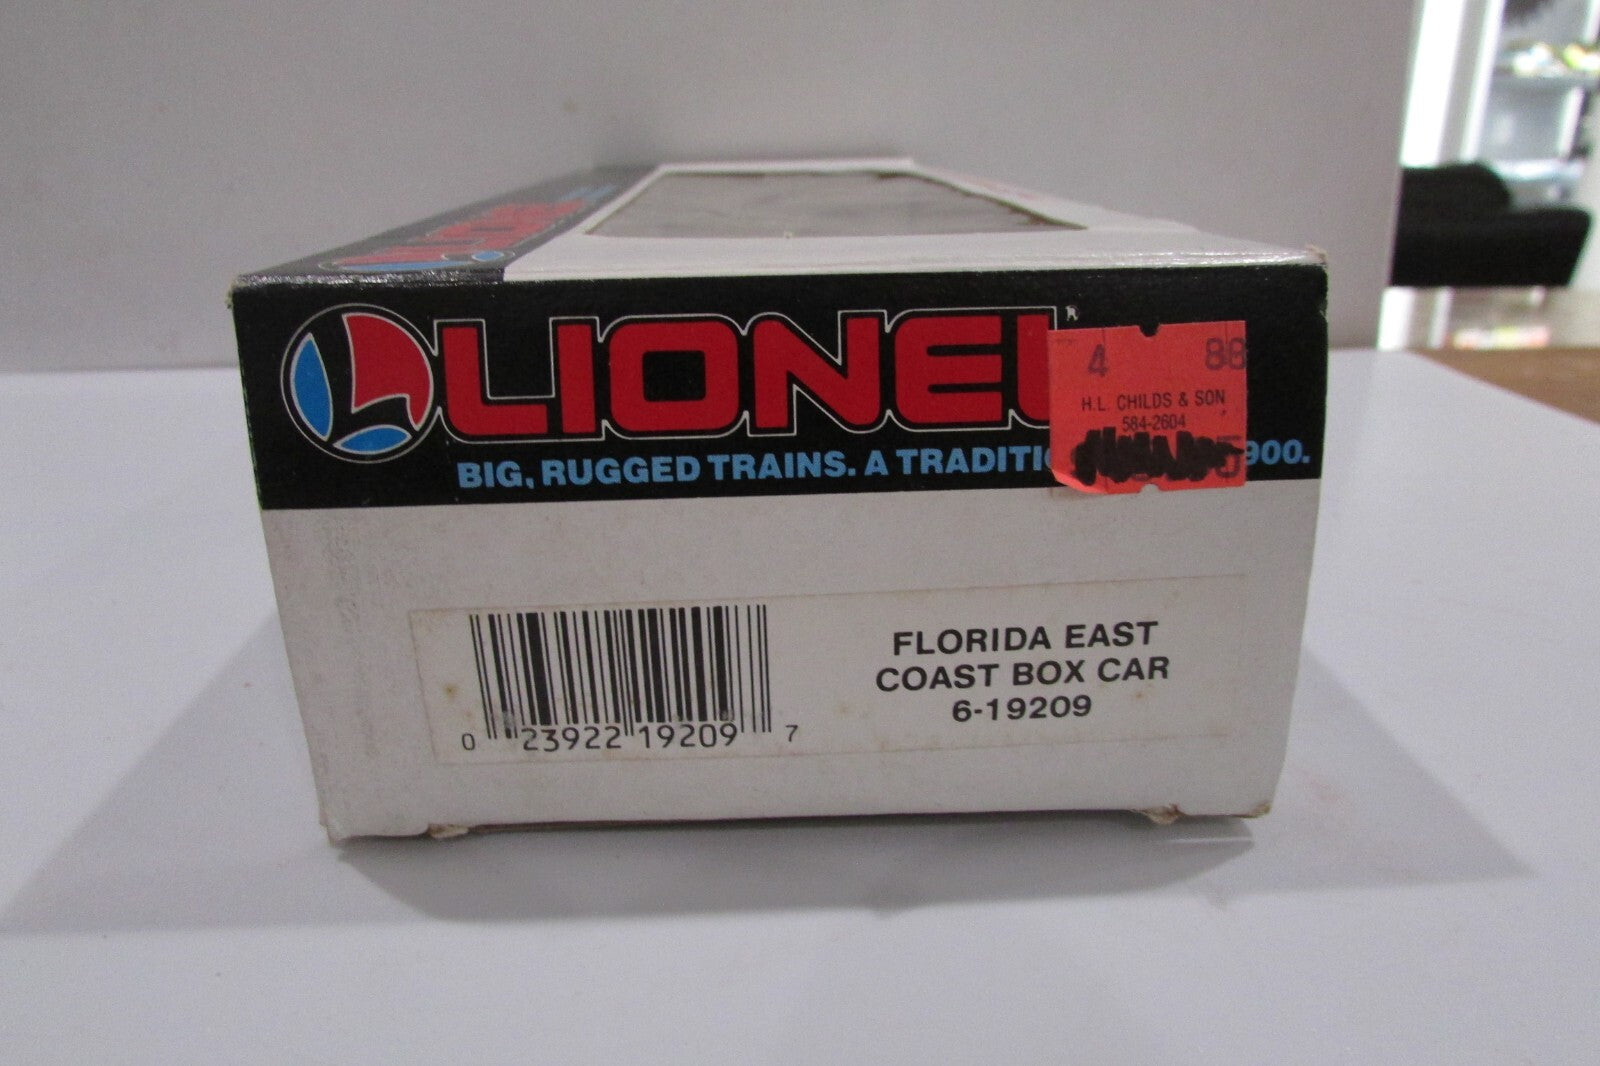 LIONEL
R
4 88
H.L. CHILDS & SON
584-2604
BIG, RUGGED TRAINS. A TRADITI 900.
FLORIDA EAST
COAST BOX CAR
6-19209
0 23922 19209 7